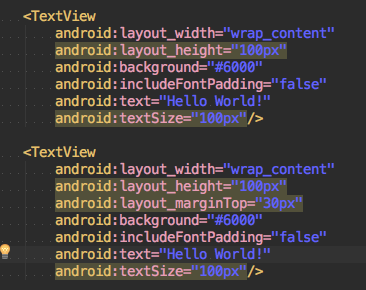 <TextView
android:layout_width="wrap_content"
android:layout_height="100px"
android:background="#6000"
android:includeFontPadding="false"
android:text="Hello World!"
android:textSize="100px"/>
<TextView
android:layout_width="wrap_content"
android:layout_height="100px"
android:layout_marginTop="30px"
android:background="#6000"
android:includeFontPadding="false"
android:text="Hello World!"
android:textSize="100px"/>